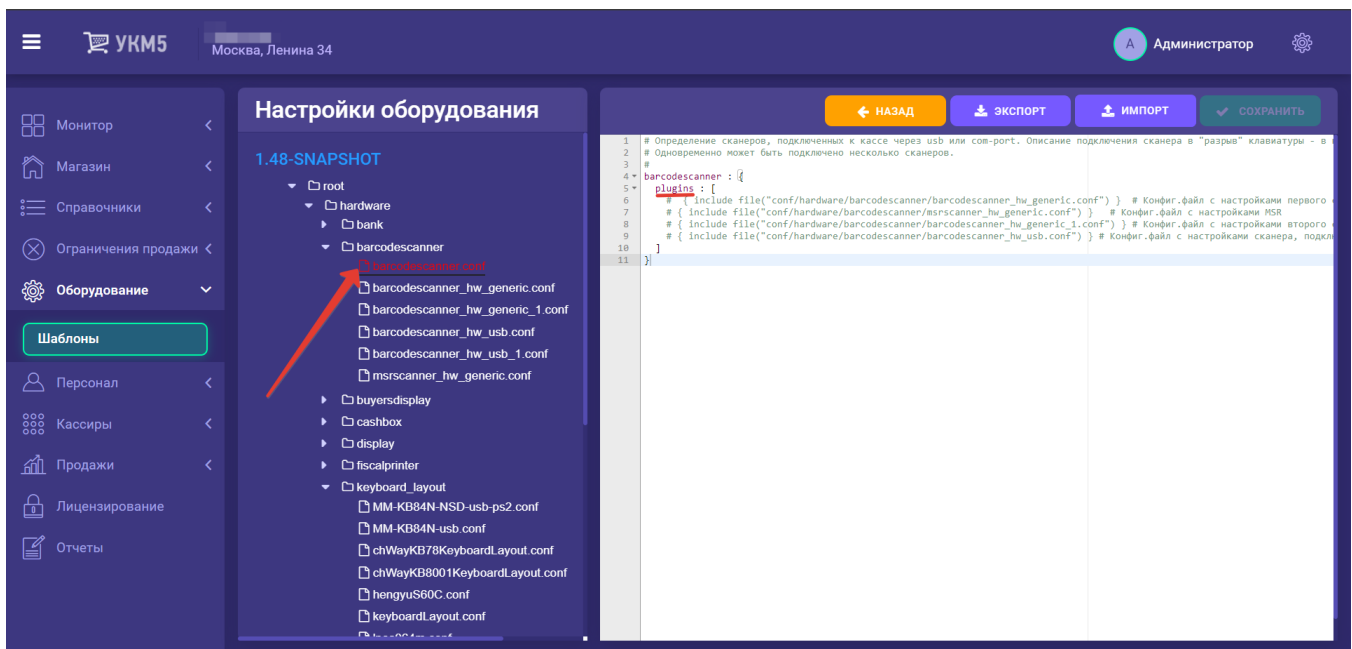 УКМ5
Москва, Ленина 34
А
Администратор
Монитор
Магазин
Справочники
Ограничения продажи
Оборудование
Шаблоны
Персонал
Кассиры
Продажи
Лицензирование
Отчеты
Настройки оборудования
1.48-SNAPSHOT
root
hardware
bank
barcodescanner
barcodescanner.conf
barcodescanner_hw_generic.conf
barcodescanner_hw_generic_1.conf
barcodescanner_hw_usb.conf
barcodescanner_hw_usb_1.conf
msrscanner_hw_generic.conf
buyersdisplay
cashbox
display
fiscalprinter
keyboard_layout
MM-KB84N-NSD-usb-ps2.conf
MM-KB84N-usb.conf
chWayKB78KeyboardLayout.conf
chWayKB8001KeyboardLayout.conf
hengyuS60C.conf
keyboardLayout.conf
НАЗАД
ЭКСПОРТ
ИМПОРТ
СОХРАНИТЬ
1 # Определение сканеров, подключенных к кассе через usb или com-port. Описание подключения сканера в "разрыв" клавиатуры - в
2 # Одновременно может быть подключено несколько сканеров.
3 #
4 barcodescanner : {
5 plugins : [
6 # { include file("conf/hardware/barcodescanner/barcodescanner_hw_generic.conf") } # Конфиг.файл с настройками первого
7 # { include file("conf/hardware/barcodescanner/msrscanner_hw_generic.conf") } # Конфиг.файл с настройками MSR
8 # { include file("conf/hardware/barcodescanner/barcodescanner_hw_generic_1.conf") } # Конфиг.файл с настройками второго
9 # { include file("conf/hardware/barcodescanner/barcodescanner_hw_usb.conf") } # Конфиг.файл с настройками сканера,
10 ]
11 }